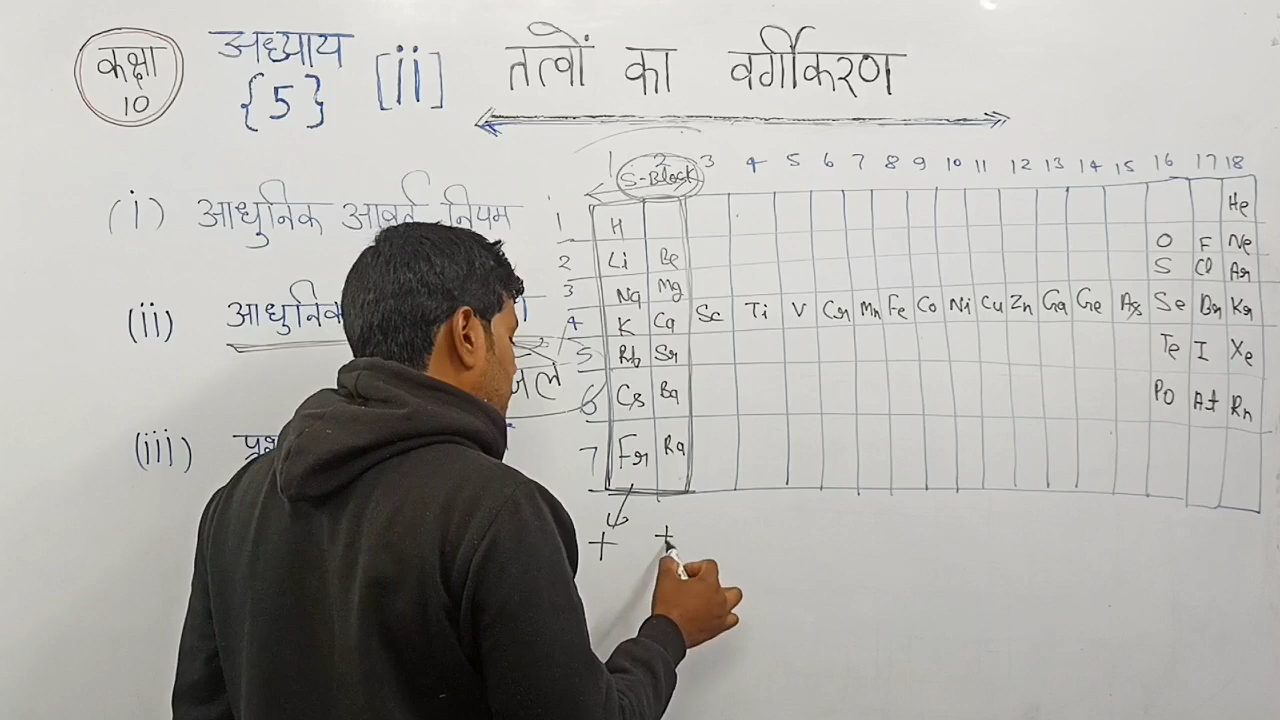 कक्षा 10
अध्याय {5} [ii] तत्वों का वर्गीकरण
(i) आधुनिक आवर्त नियम
(ii) आधुनिक
(iii)
1 2 3 4 5 6 7 8 9 10 11 12 13 14 15 16 17 18
S-Block
1 H He
2 Li Be O F Ne
3 Na Mg S Cl Ar
4 K Ca Sc Ti V Cr Mn Fe Co Ni Cu Zn Ga Ge As Se Br Kr
5 Rb Sr Te I Xe
6 Cs Ba Po At Rn
7 Fr Ra
+ +